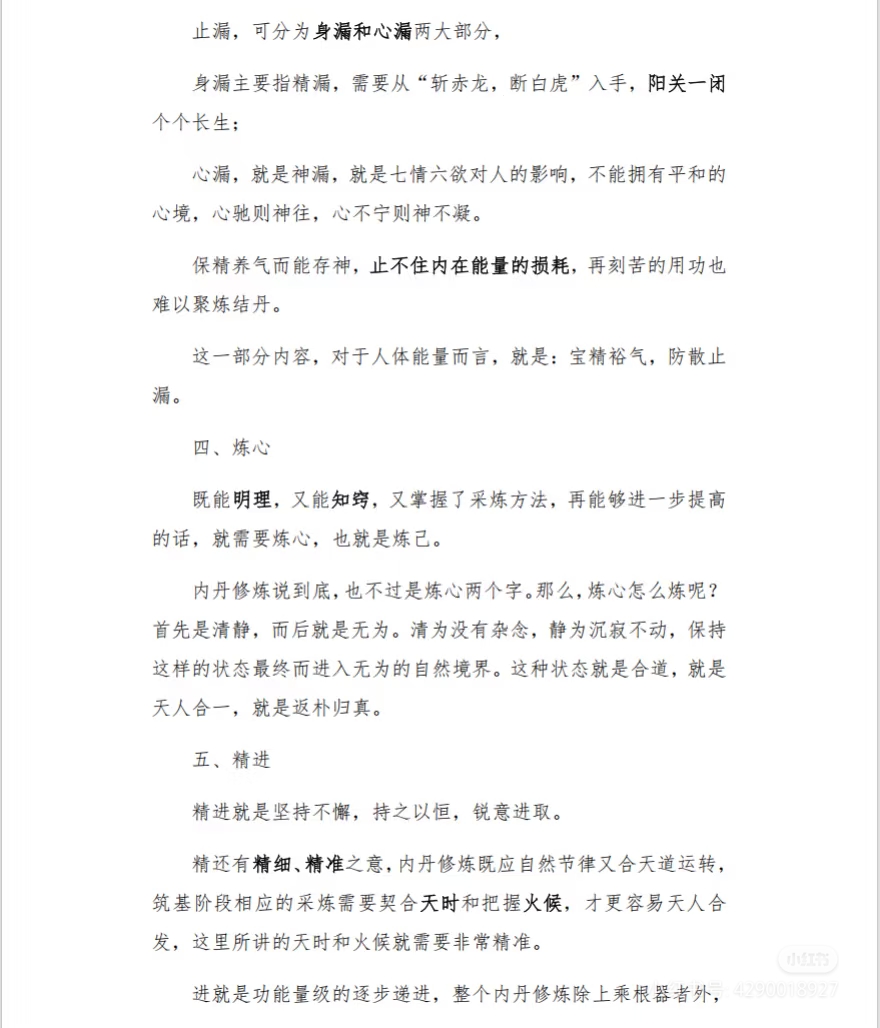 止漏，可分为身漏和心漏两大部分，
身漏主要指精漏，需要从“斩赤龙，断白虎”入手，阳关一闭
个个长生；
心漏，就是神漏，就是七情六欲对人的影响，不能拥有平和的
心境，心驰则神往，心不宁则神不凝。
保精养气而能存神，止不住内在能量的损耗，再刻苦的用功也
难以聚炼结丹。
这一部分内容，对于人体能量而言，就是：宝精裕气，防散止
漏。
四、炼心
既能明理，又能知窍，又掌握了采炼方法，再能够进一步提高
的话，就需要炼心，也就是炼己。
内丹修炼说到底，也不过是炼心两个字。那么，炼心怎么炼呢？
首先是清静，而后就是无为。清为没有杂念，静为沉寂不动，保持
这样的状态最终而进入无为的自然境界。这种状态就是合道，就是
天人合一，就是返朴归真。
五、精进
精进就是坚持不懈，持之以恒，锐意进取。
精还有精细、精准之意，内丹修炼既应自然节律又合天道运转，
筑基阶段相应的采炼需要契合天时和把握火候，才更容易天人合
发，这里所讲的天时和火候就需要非常精准。
小红书
进就是功能量级的逐步递进，整个内丹修炼除上乘根器者外，
4290018927